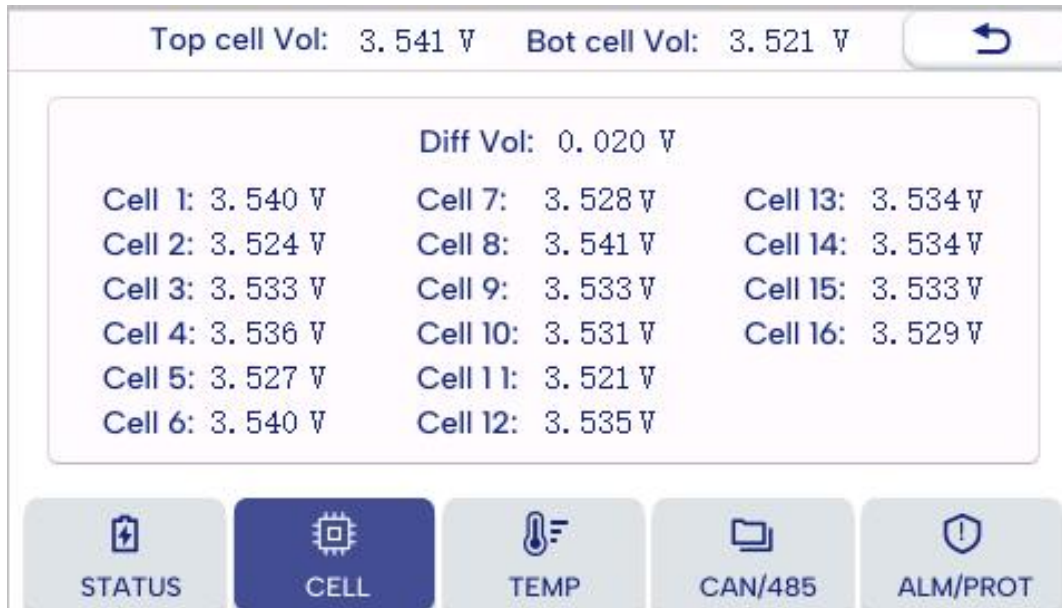 Top cell Vol: 3.541 V Bot cell Vol: 3.521 V
Diff Vol: 0.020 V
Cell 1: 3.540 V Cell 7: 3.528 V Cell 13: 3.534 V
Cell 2: 3.524 V Cell 8: 3.541 V Cell 14: 3.534 V
Cell 3: 3.533 V Cell 9: 3.533 V Cell 15: 3.533 V
Cell 4: 3.536 V Cell 10: 3.531 V Cell 16: 3.529 V
Cell 5: 3.527 V Cell 11: 3.521 V
Cell 6: 3.540 V Cell 12: 3.535 V
STATUS CELL TEMP CAN/485 ALM/PROT